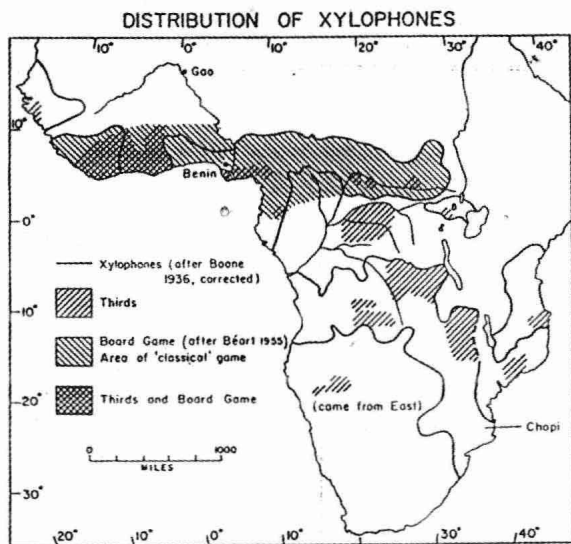 DISTRIBUTION OF XYLOPHONES
10° 0° 10° 20° 30° 40°
Gao
10°
Benin
0°
Xylophones (after Boone
1936, corrected)
Thirds
10°
Board Game (after Béart 1955)
Area of 'classical' game
Thirds and Board Game
20°
(came from East)
Chopi
0 1000
MILES
30°
20° 10° 0° 10° 20° 30° 40°